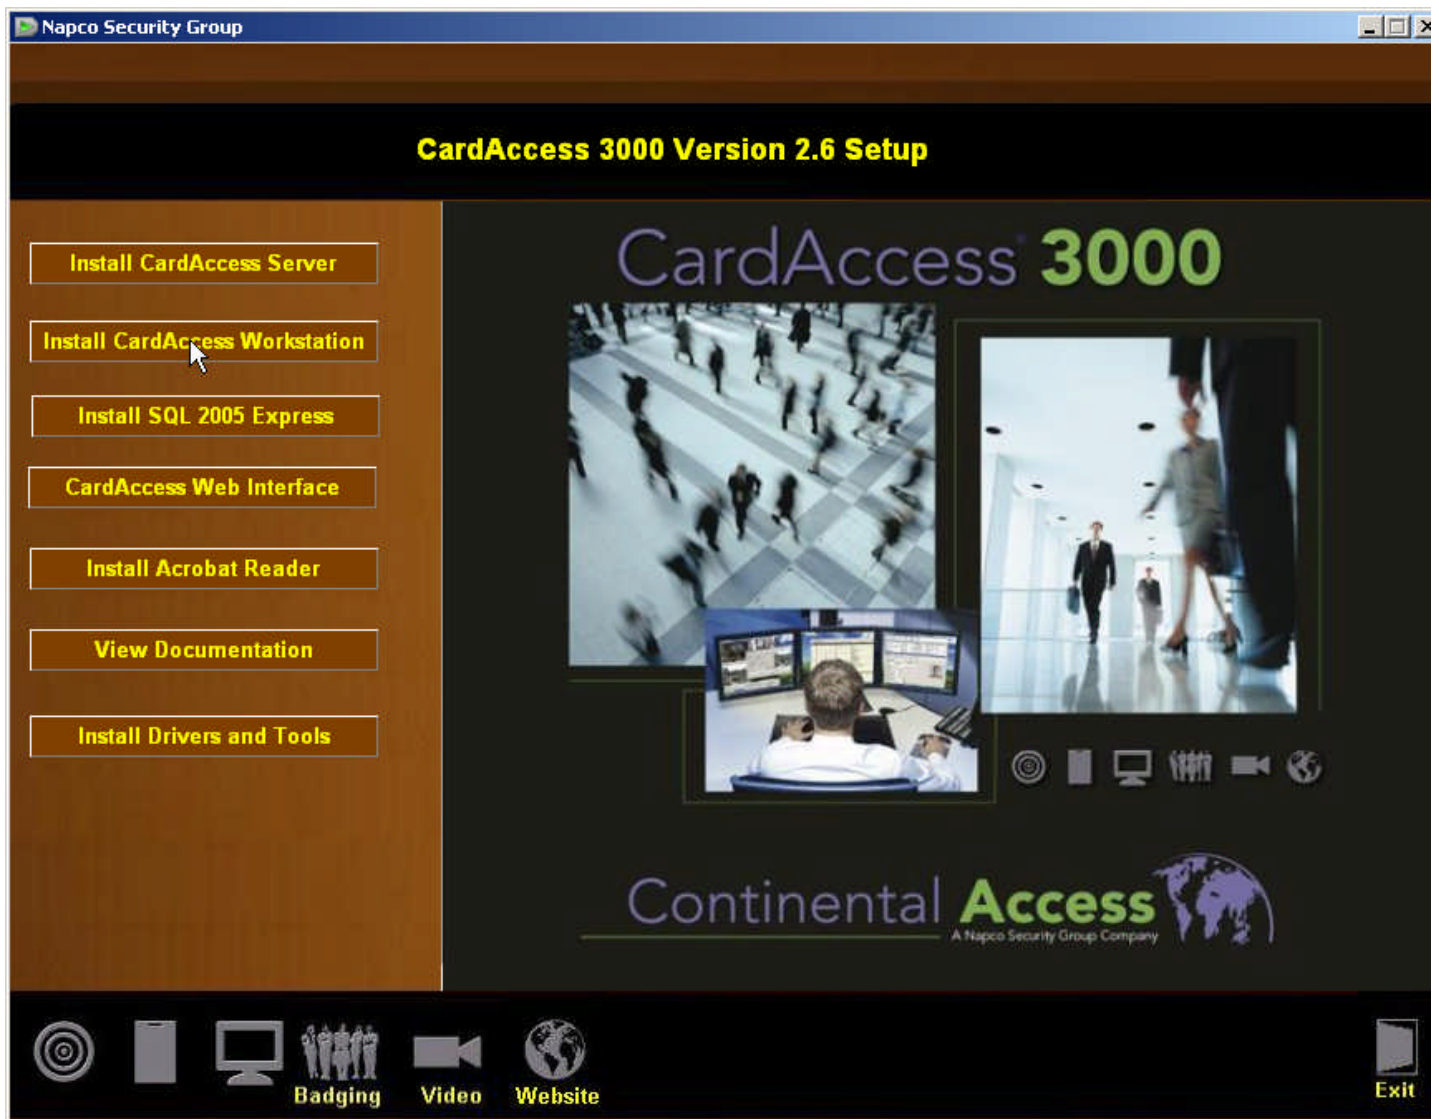 Napco Security Group
CardAccess 3000 Version 2.6 Setup
Install CardAccess Server
Install CardAccess Workstation
Install SQL 2005 Express
CardAccess Web Interface
Install Acrobat Reader
View Documentation
Install Drivers and Tools
CardAccess 3000
Continental Access
A Napco Security Group Company
Badging
Video
Website
Exit